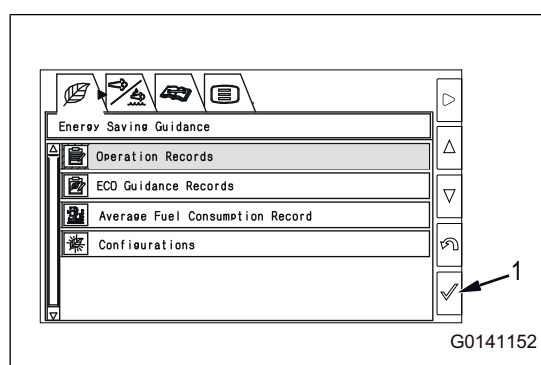 Energy Saving Guidance
Operation Records
ECO Guidance Records
Average Fuel Consumption Record
Configurations
1
G0141152